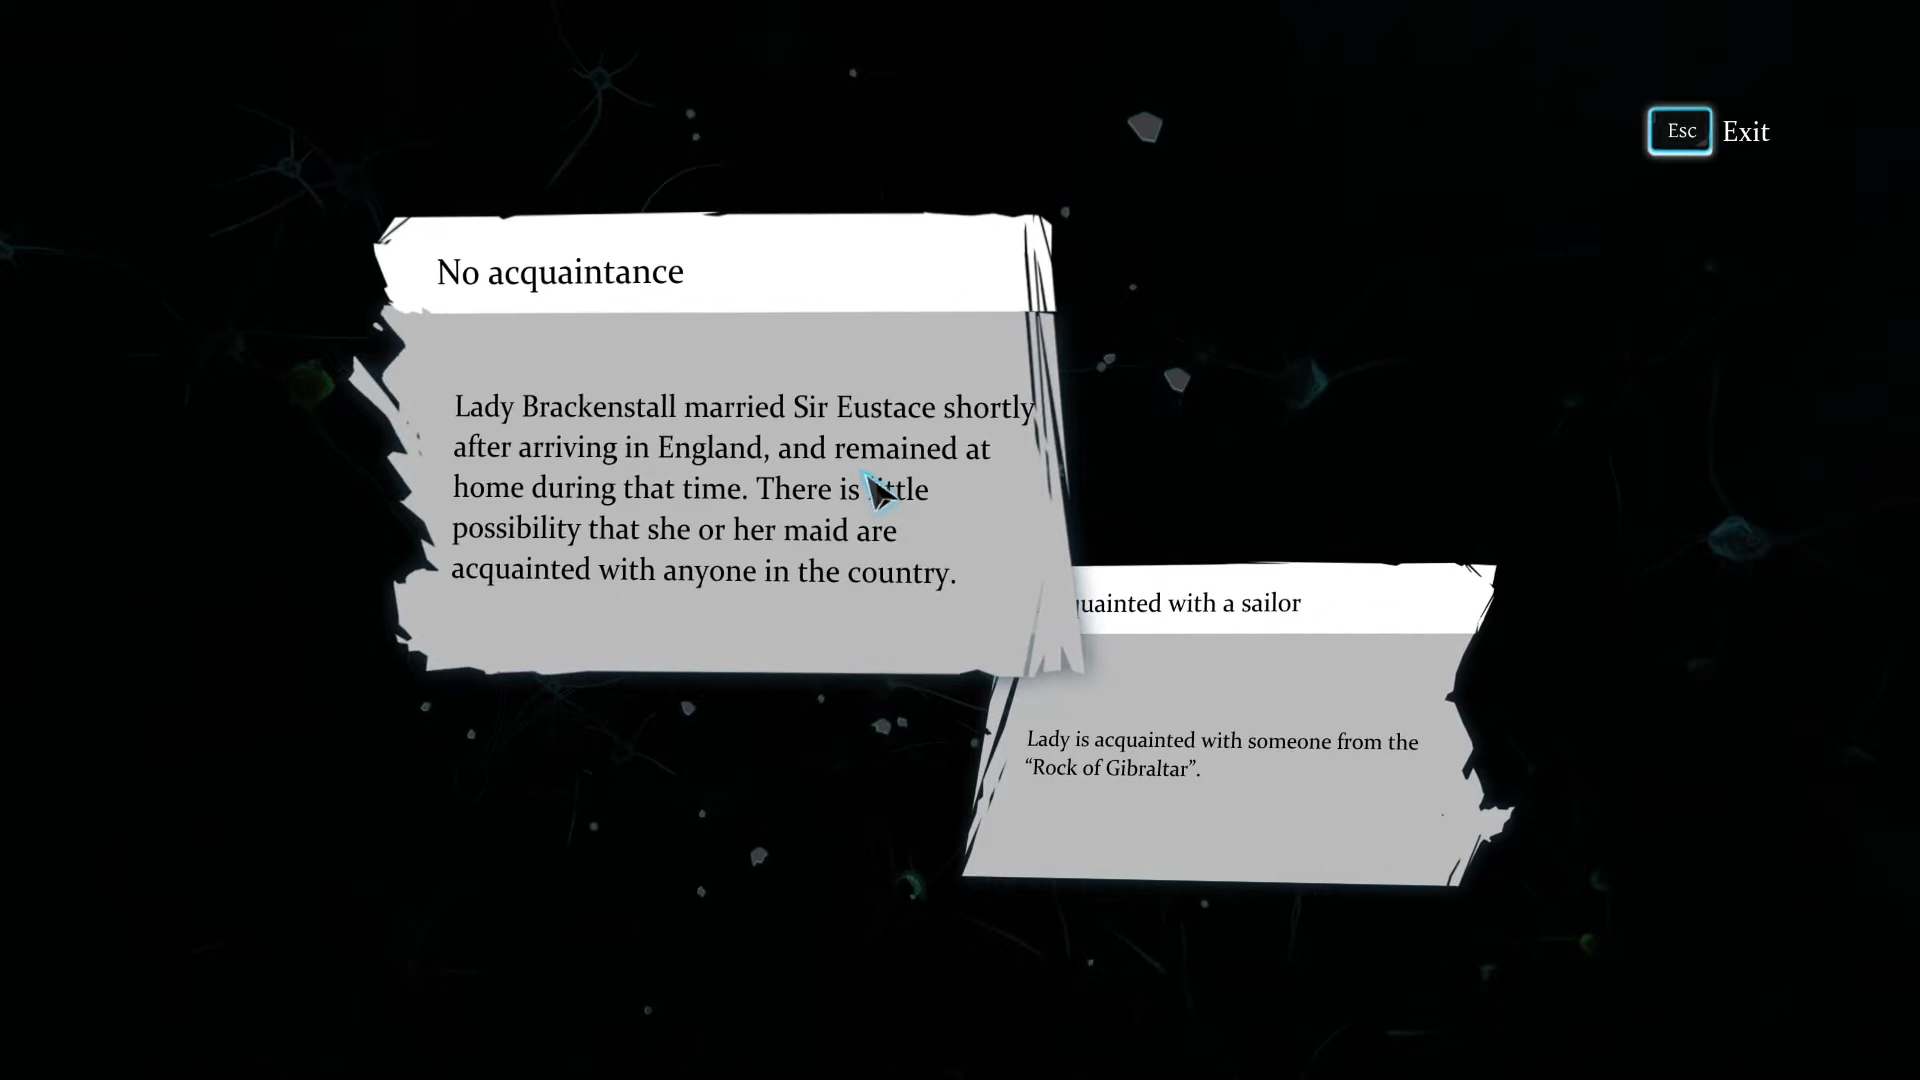 Esc Exit
No acquaintance
Lady Brackenstall married Sir Eustace shortly
after arriving in England, and remained at
home during that time. There is little
possibility that she or her maid are
acquainted with anyone in the country.
quainted with a sailor
Lady is acquainted with someone from the
“Rock of Gibraltar”.